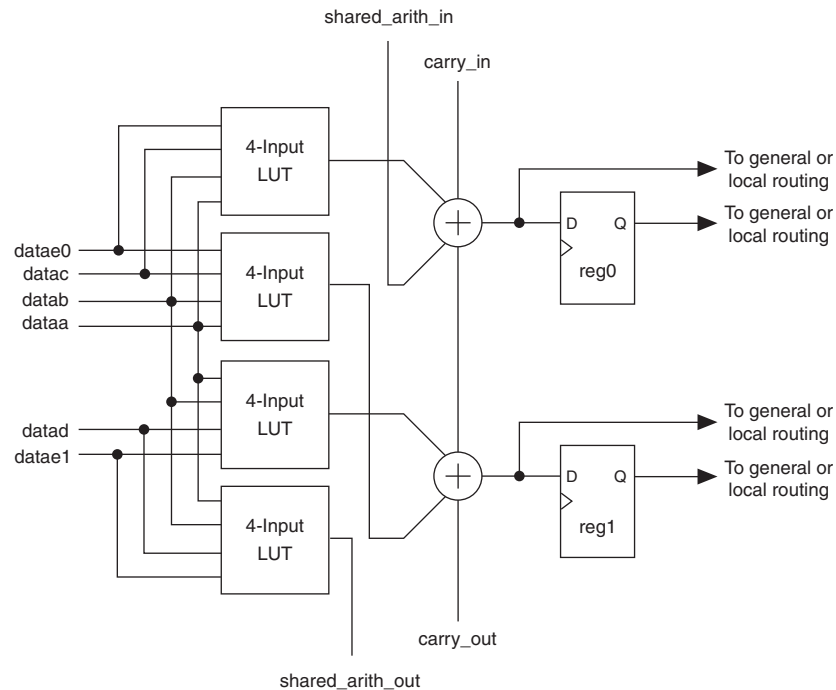 shared_arith_in
carry_in
4-Input
LUT
To general or
local routing
D Q
reg0
To general or
local routing
datae0
datac
datab
dataa
4-Input
LUT
4-Input
LUT
To general or
local routing
datad
datae1
D Q
reg1
To general or
local routing
4-Input
LUT
carry_out
shared_arith_out